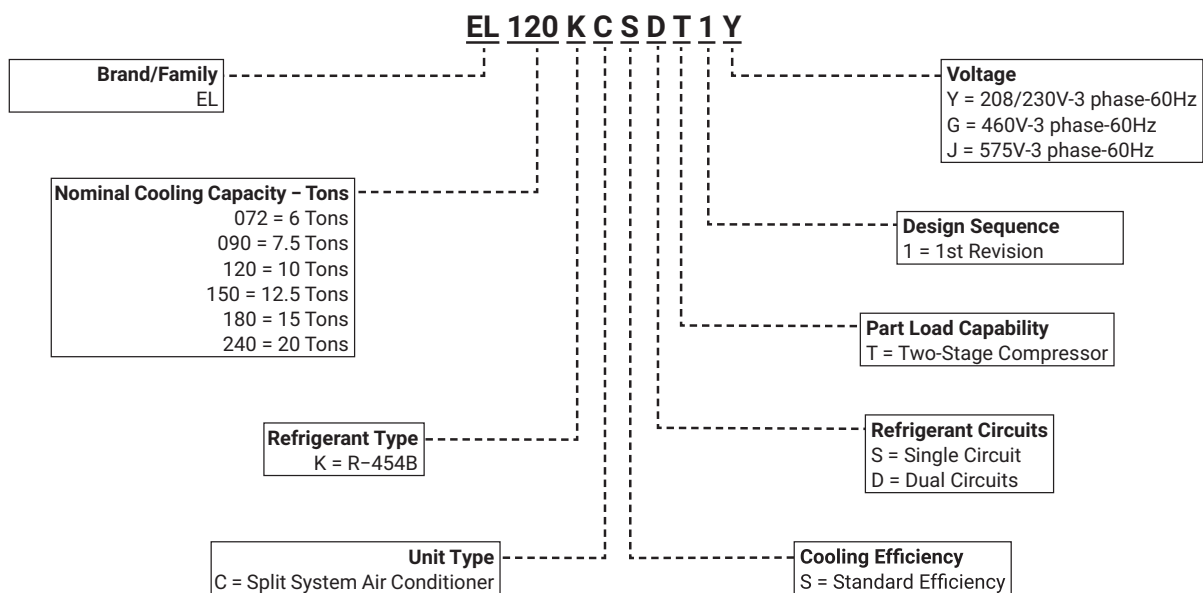 EL 120 K C S D T 1 Y
Brand/Family
EL
Voltage
Y = 208/230V-3 phase-60Hz
G = 460V-3 phase-60Hz
J = 575V-3 phase-60Hz
Nominal Cooling Capacity – Tons
072 = 6 Tons
090 = 7.5 Tons
120 = 10 Tons
150 = 12.5 Tons
180 = 15 Tons
240 = 20 Tons
Design Sequence
1 = 1st Revision
Part Load Capability
T = Two-Stage Compressor
Refrigerant Type
K = R–454B
Refrigerant Circuits
S = Single Circuit
D = Dual Circuits
Unit Type
C = Split System Air Conditioner
Cooling Efficiency
S = Standard Efficiency